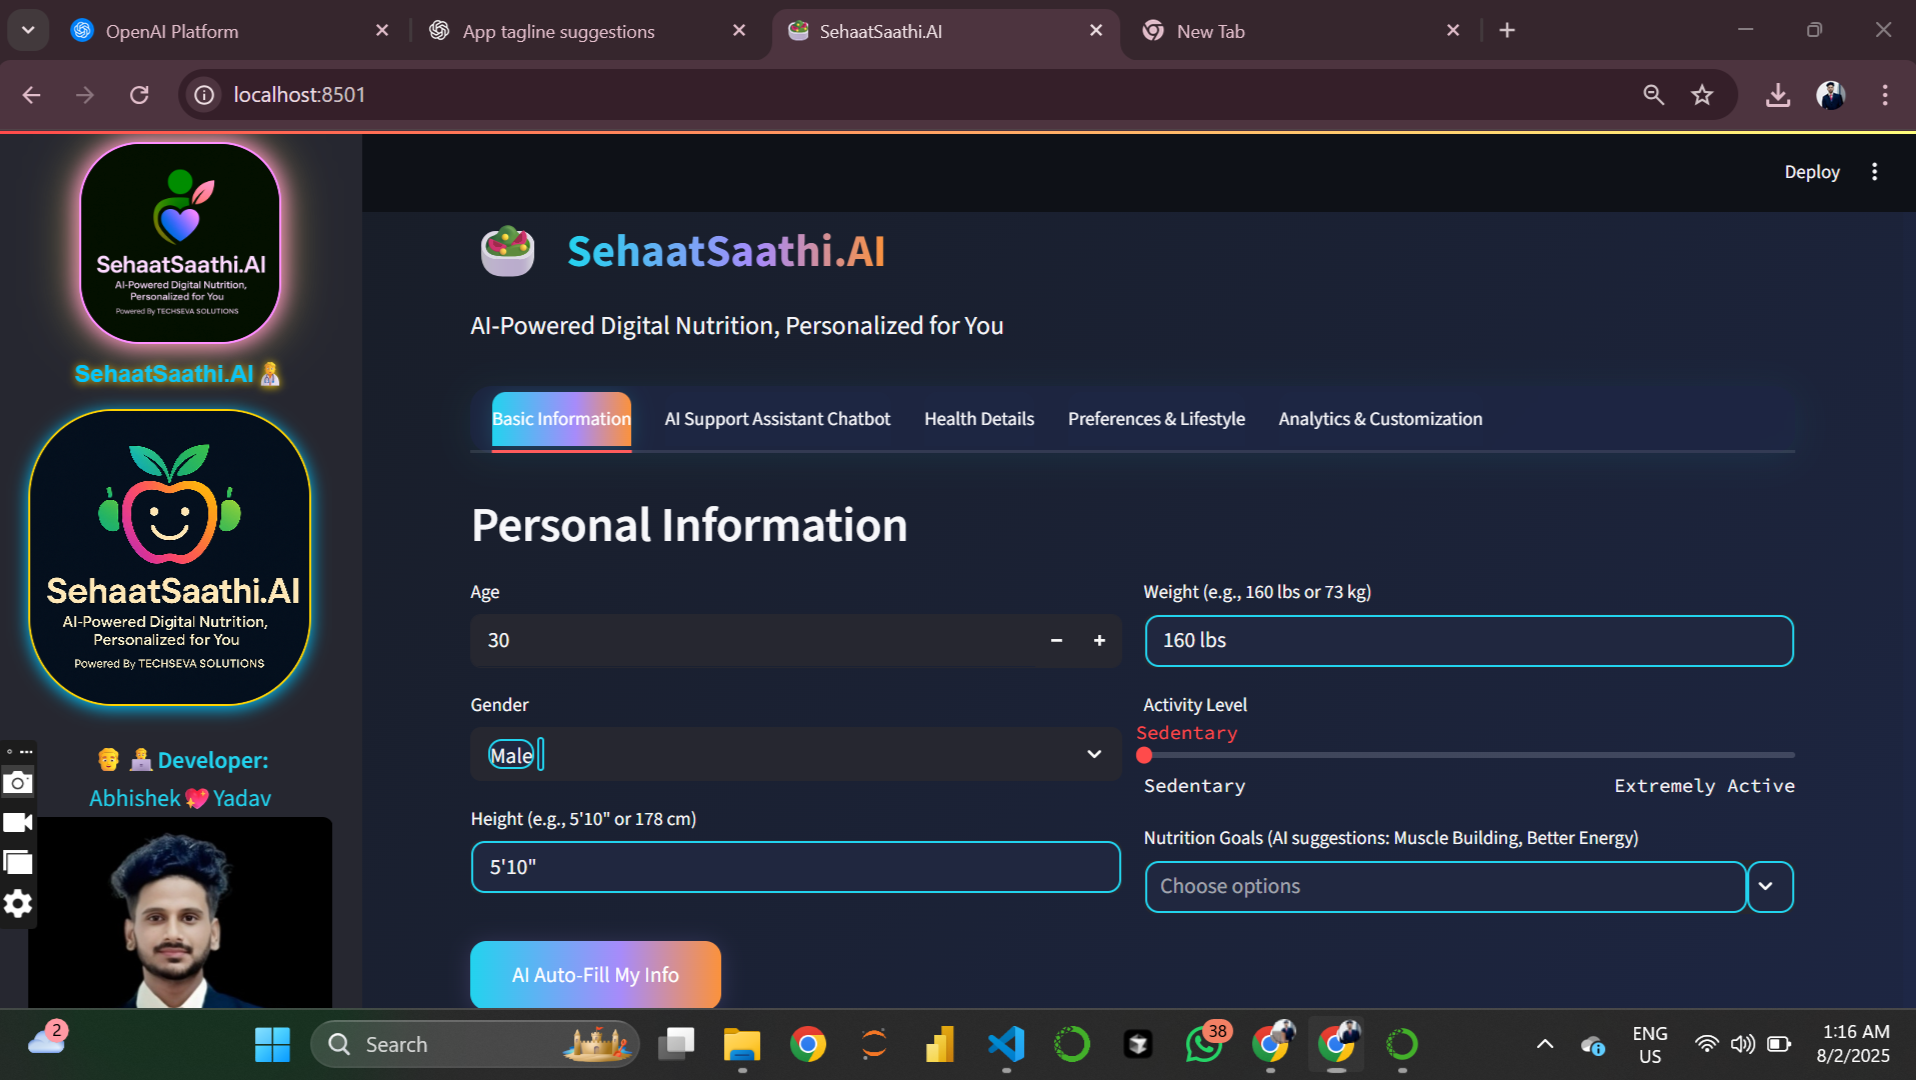 OpenAI Platform
App tagline suggestions
SehaatSaathi.AI
New Tab
localhost:8501
Deploy
SehaatSaathi.AI
AI-Powered Digital Nutrition,
Personalized for You
Powered By TECHSEVA SOLUTIONS
SehaatSaathi.AI
SehaatSaathi.AI
AI-Powered Digital Nutrition,
Personalized for You
Powered By TECHSEVA SOLUTIONS
Developer:
Abhishek💖Yadav
SehaatSaathi.AI
AI-Powered Digital Nutrition, Personalized for You
Basic Information AI Support Assistant Chatbot Health Details Preferences & Lifestyle Analytics & Customization
Personal Information
Age
30
Gender
Male
Height (e.g., 5'10" or 178 cm)
5'10"
AI Auto-Fill My Info
Weight (e.g., 160 lbs or 73 kg)
160 lbs
Activity Level
Sedentary
Sedentary Extremely Active
Nutrition Goals (AI suggestions: Muscle Building, Better Energy)
Choose options
2
Search
38
ENG
US
1:16 AM
8/2/2025